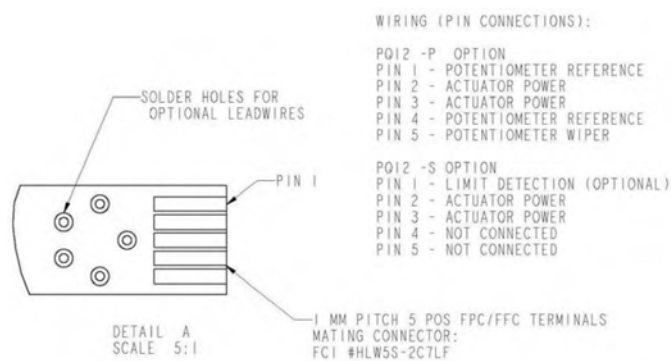 WIRING (PIN CONNECTIONS):
PQ12 -P OPTION
PIN 1 - POTENTIOMETER REFERENCE
PIN 2 - ACTUATOR POWER
PIN 3 - ACTUATOR POWER
PIN 4 - POTENTIOMETER REFERENCE
PIN 5 - POTENTIOMETER WIPER
PQ12 -S OPTION
PIN 1 - LIMIT DETECTION (OPTIONAL)
PIN 2 - ACTUATOR POWER
PIN 3 - ACTUATOR POWER
PIN 4 - NOT CONNECTED
PIN 5 - NOT CONNECTED
SOLDER HOLES FOR
OPTIONAL LEADWIRES
PIN 1
1 MM PITCH 5 POS FPC/FFC TERMINALS
MATING CONNECTOR:
FCI #HLW5S-2C7LF
DETAIL A
SCALE 5:1